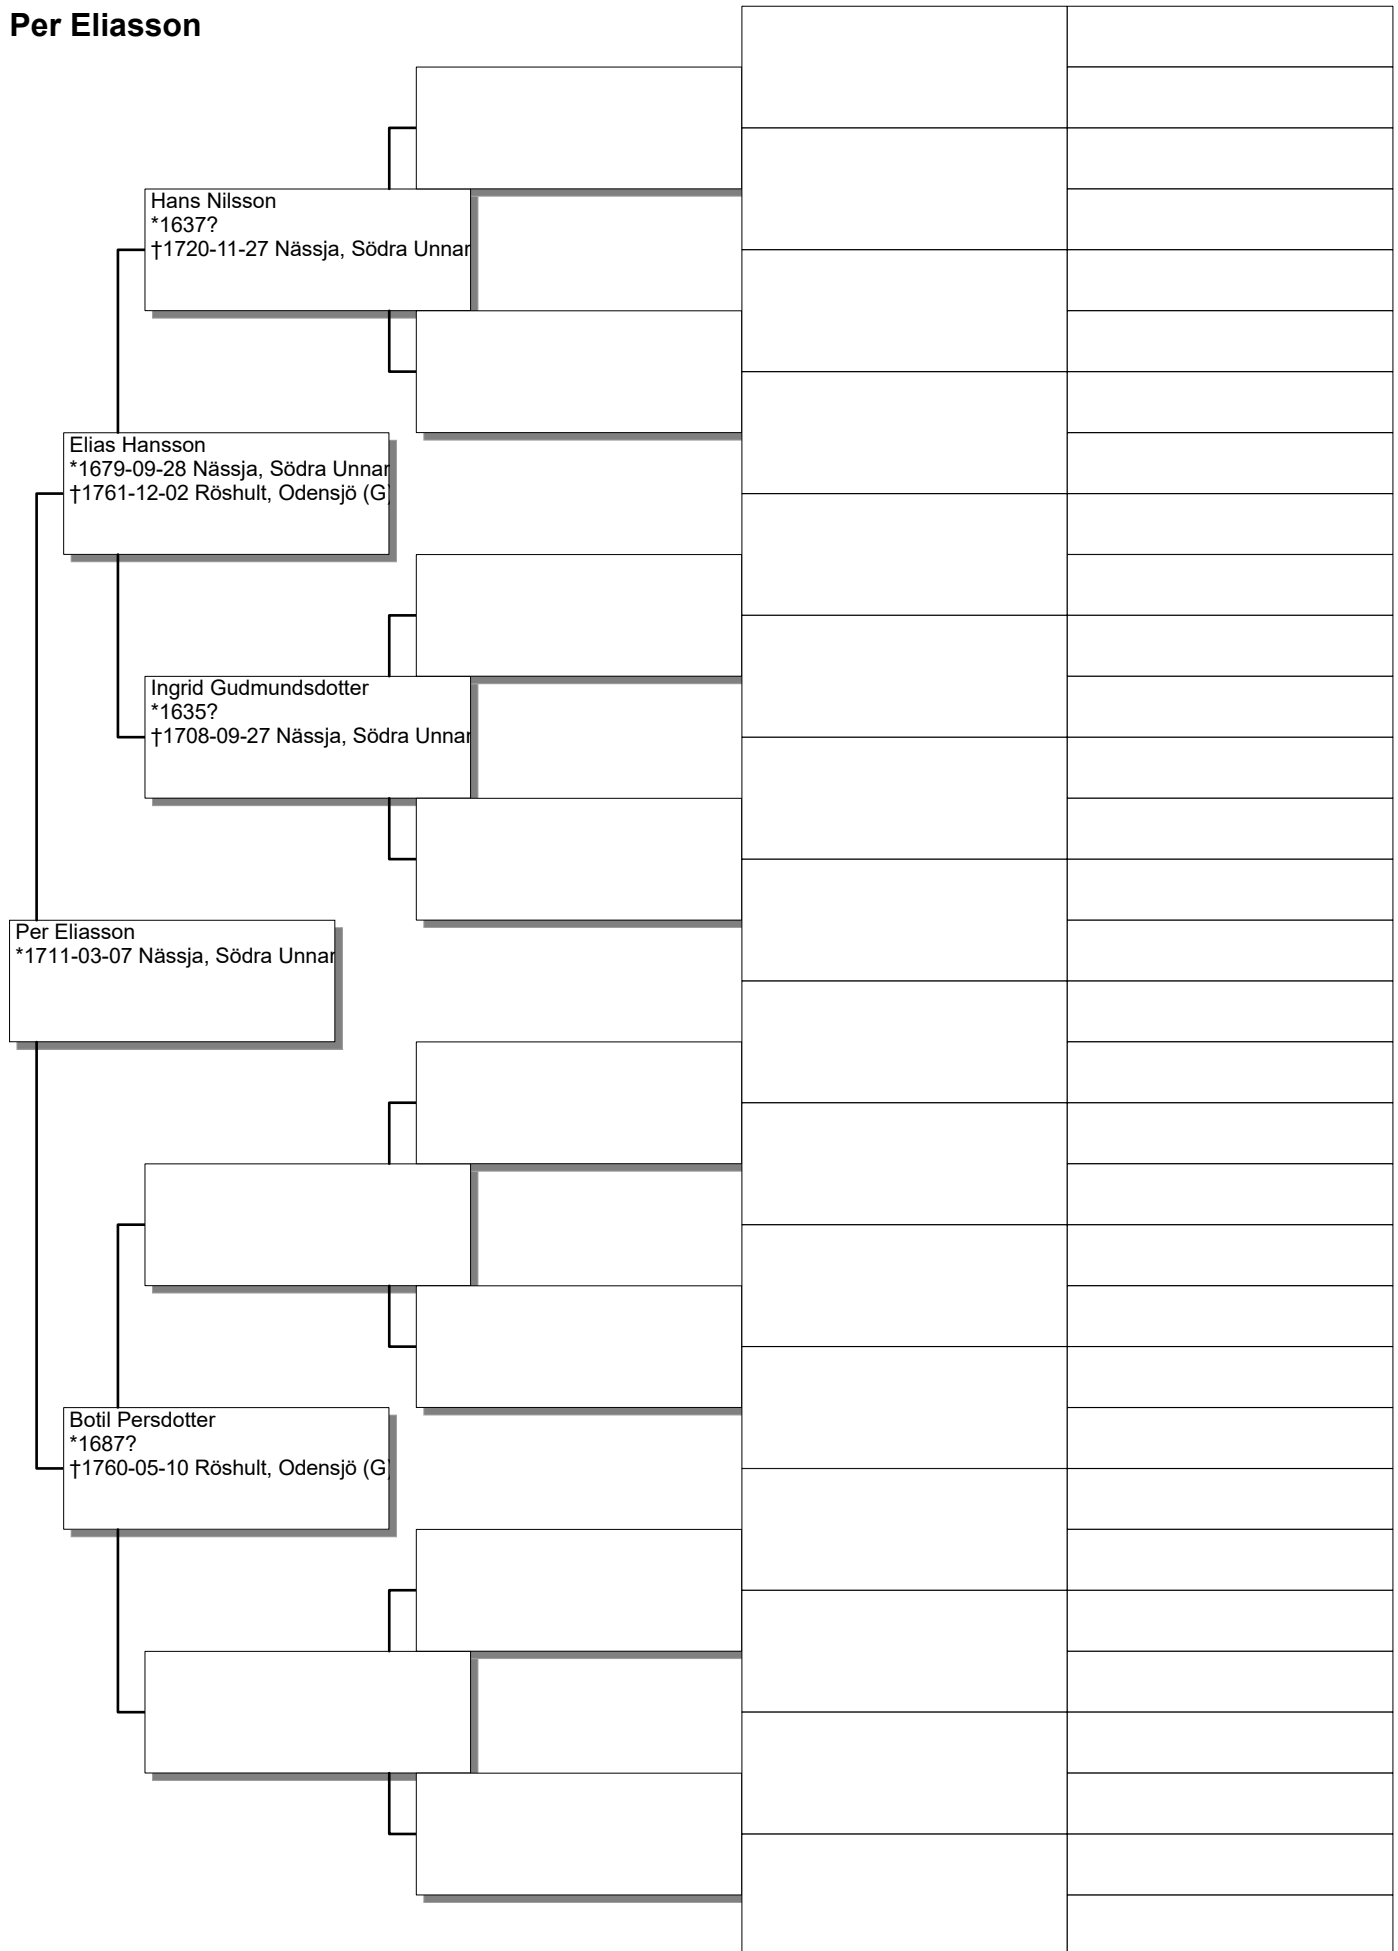 Per Eliasson
Hans Nilsson
*1637?
†1720-11-27 Nässja, Södra Unnar
Elias Hansson
*1679-09-28 Nässja, Södra Unnar
†1761-12-02 Röshult, Odensjö (G)
Ingrid Gudmundsdotter
*1635?
†1708-09-27 Nässja, Södra Unnar
Per Eliasson
*1711-03-07 Nässja, Södra Unnar
Botil Persdotter
*1687?
†1760-05-10 Röshult, Odensjö (G)